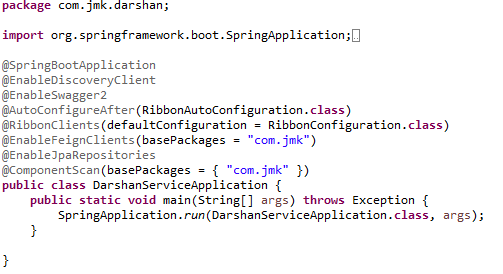 package com.jmk.darshan;
import org.springframework.boot.SpringApplication;
@SpringBootApplication
@EnableDiscoveryClient
@EnableSwagger2
@AutoConfigureAfter(RibbonAutoConfiguration.class)
@RibbonClients(defaultConfiguration = RibbonConfiguration.class)
@EnableFeignClients(basePackages = "com.jmk")
@EnableJpaRepositories
@ComponentScan(basePackages = { "com.jmk" })
public class DarshanServiceApplication {
    public static void main(String[] args) throws Exception {
        SpringApplication.run(DarshanServiceApplication.class, args);
    }
}